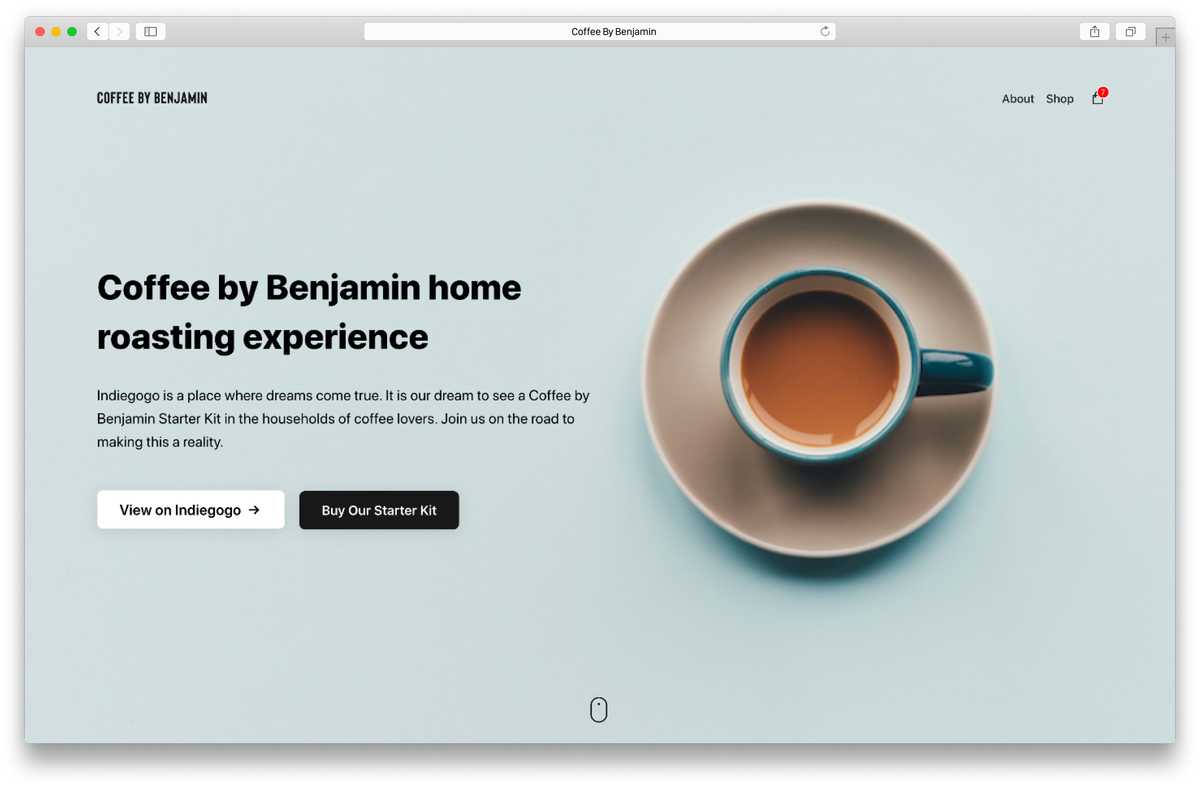 Coffee By Benjamin
COFFEE BY BENJAMIN
About Shop 7
Coffee by Benjamin home
roasting experience
Indiegogo is a place where dreams come true. It is our dream to see a Coffee by
Benjamin Starter Kit in the households of coffee lovers. Join us on the road to
making this a reality.
View on Indiegogo →
Buy Our Starter Kit